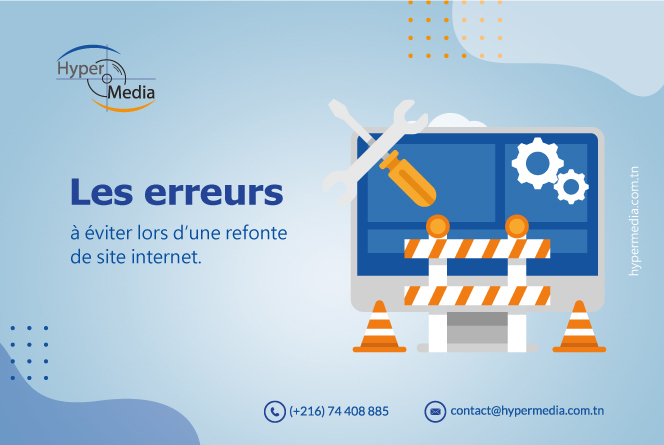 Hyper
Media
Les erreurs
à éviter lors d’une refonte
de site internet.
hypermedia.com.tn
(+216) 74 408 885
contact@hypermedia.com.tn